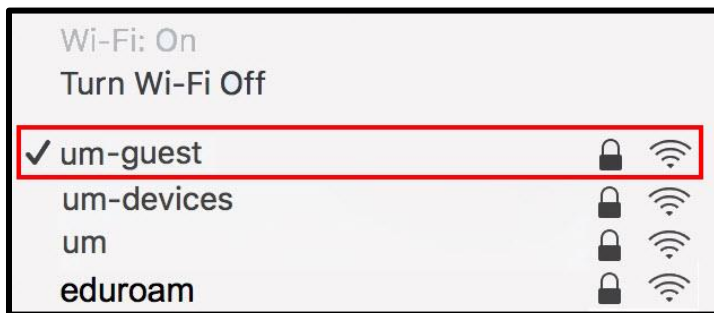 Wi-Fi: On
Turn Wi-Fi Off
✓ um-guest
um-devices
um
eduroam